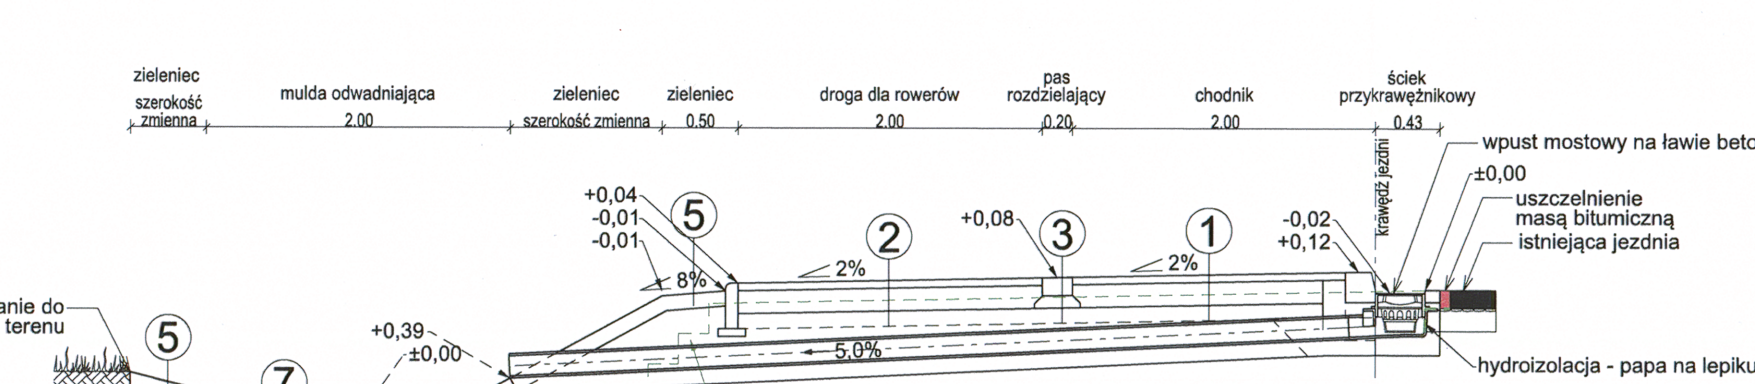 zieleniec
szerokość
zmienna
mulda odwadniająca
2.00
zieleniec
szerokość zmienna
zieleniec
0.50
droga dla rowerów
2.00
pas
rozdzielający
0.20
chodnik
2.00
ściek
przykrawężnikowy
0.43
krawędź jezdni
wpust mostowy na ławie beto
±0,00
uszczelnienie
masą bitumiczną
istniejąca jezdnia
+0,04
-0,01
-0,01
5
8%
2
2%
+0,08
3
1
2%
-0,02
+0,12
anie do
terenu
5
7
+0,39
±0,00
5,0%
hydroizolacja - papa na lepiku